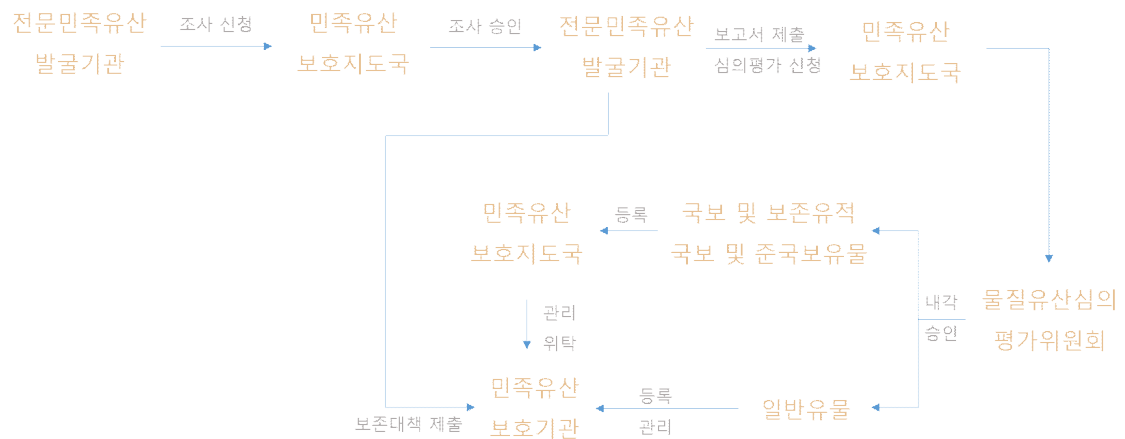 전문민족유산
발굴기관
조사 신청
민족유산
보호지도국
조사 승인
전문민족유산
발굴기관
보고서 제출
심의평가 신청
민족유산
보호지도국
민족유산
보호지도국
등록
국보 및 보존유적
국보 및 준국보유물
내각
승인
물질유산심의
평가위원회
관리
위탁
보존대책 제출
민족유산
보호기관
등록
관리
일반유물